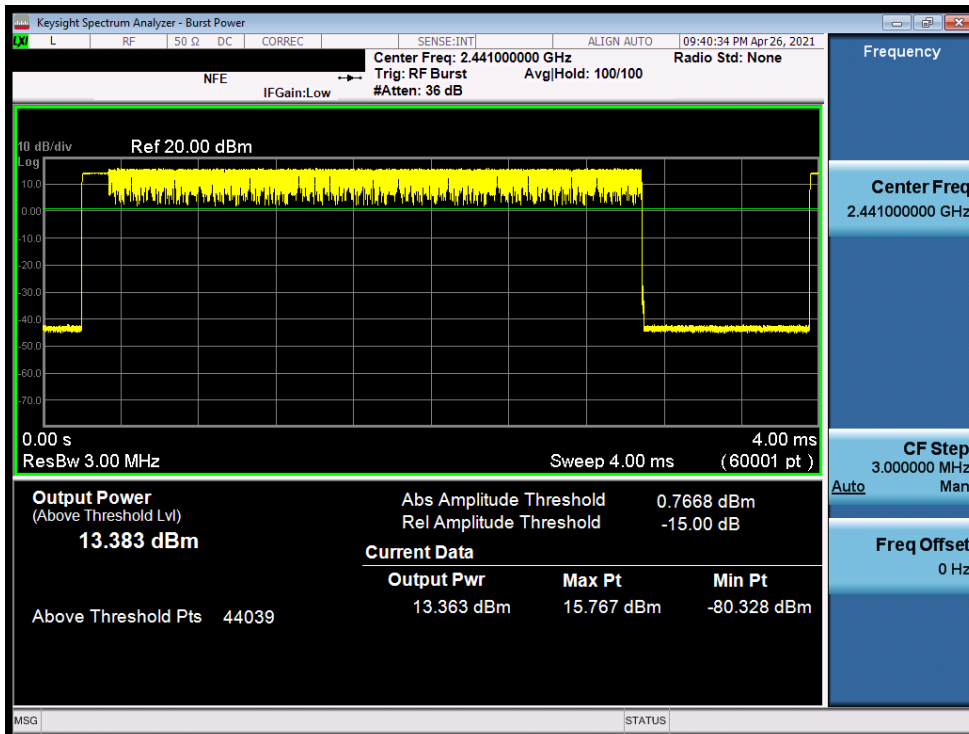 Keysight Spectrum Analyzer - Burst Power
LXI L RF 50 Ω DC CORREC SENSE:INT ALIGN AUTO 09:40:34 PM Apr 26, 2021
Center Freq: 2.441000000 GHz Radio Std: None
NFE Trig: RF Burst Avg|Hold: 100/100
IFGain:Low #Atten: 36 dB
10 dB/div Ref 20.00 dBm
Log
10.0
0.00
-10.0
-20.0
-30.0
-40.0
-50.0
-60.0
-70.0
0.00 s 4.00 ms
ResBw 3.00 MHz Sweep 4.00 ms (60001 pt)
Output Power
(Above Threshold Lvl)
13.383 dBm
Above Threshold Pts 44039
Abs Amplitude Threshold 0.7668 dBm
Rel Amplitude Threshold -15.00 dB
Current Data
Output Pwr Max Pt Min Pt
13.363 dBm 15.767 dBm -80.328 dBm
Frequency
Center Freq
2.441000000 GHz
CF Step
3.000000 MHz
Auto Man
Freq Offset
0 Hz
MSG STATUS